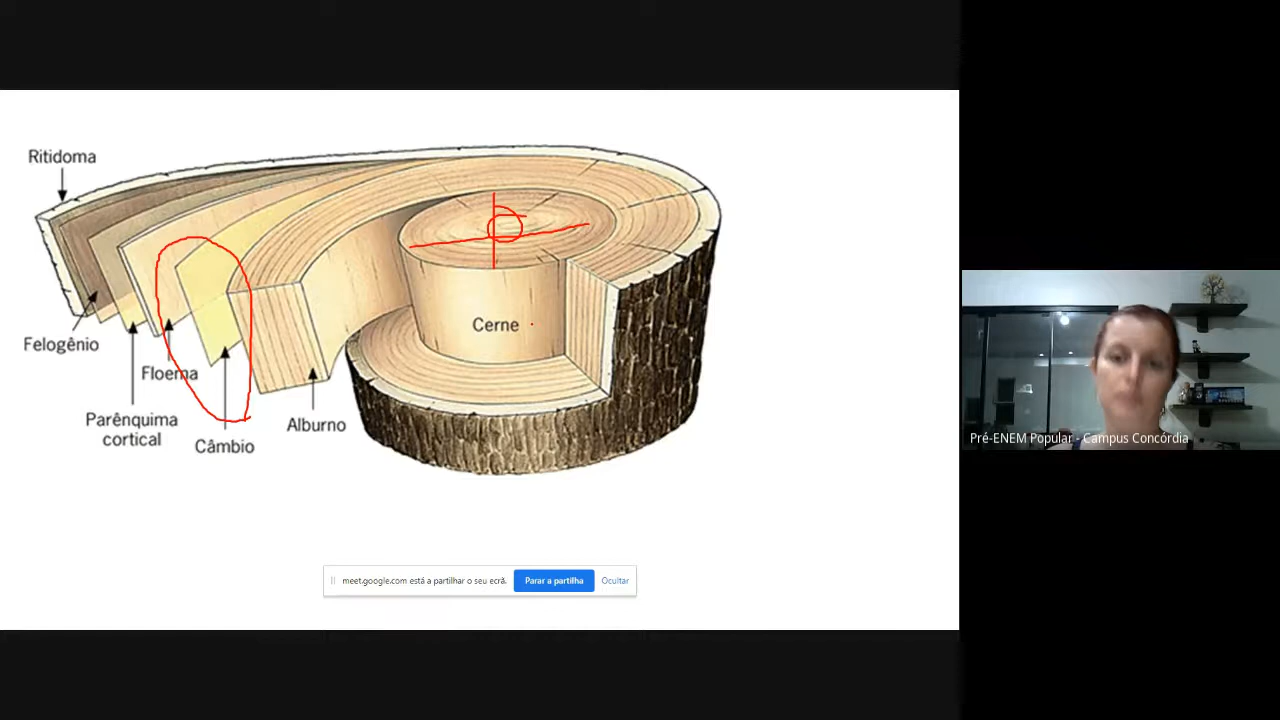 Ritidoma
Felogênio
Floema
Parênquima
cortical
Câmbio
Alburno
Cerne
Pré-ENEM Popular - Campus Concórdia
meet.google.com está a partilhar o seu ecrã.
Parar a partilha
Ocultar